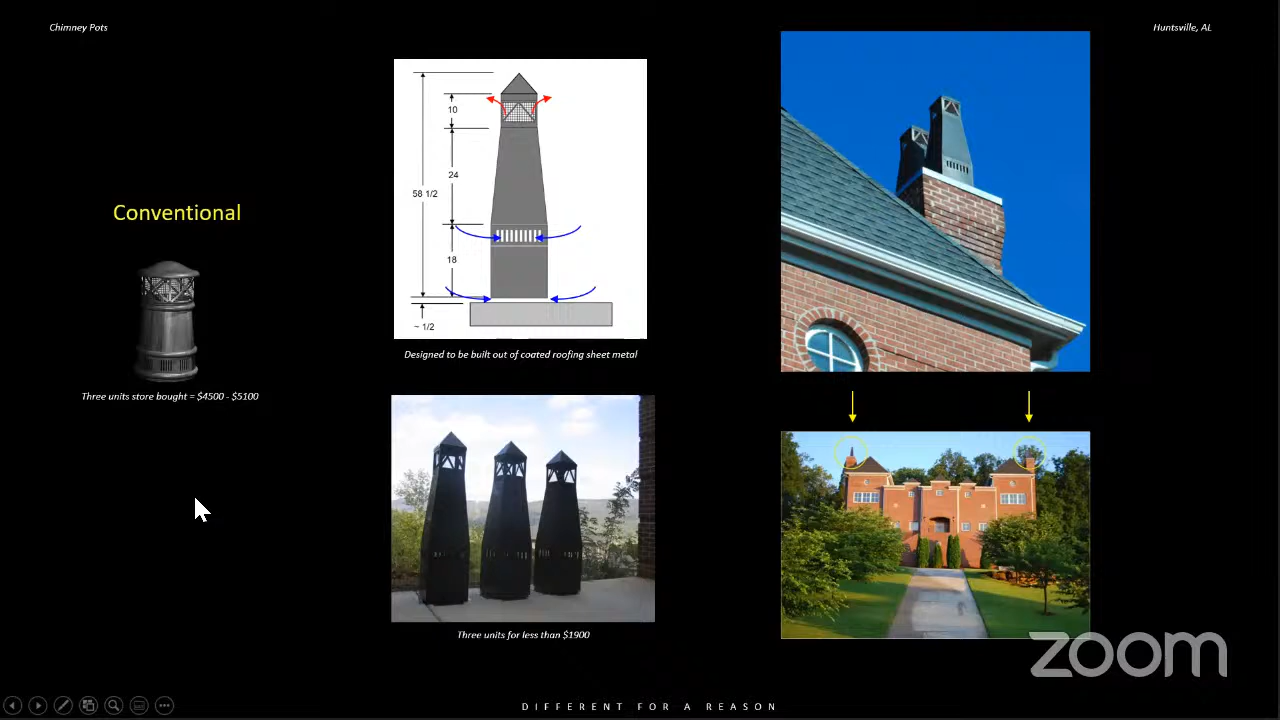 Chimney Pots
Huntsville, AL
Conventional
Three units store bought = $4500 - $5100
10
24
58 1/2
18
~ 1/2
Designed to be built out of coated roofing sheet metal
Three units for less than $1900
zoom
DIFFERENT FOR A REASON